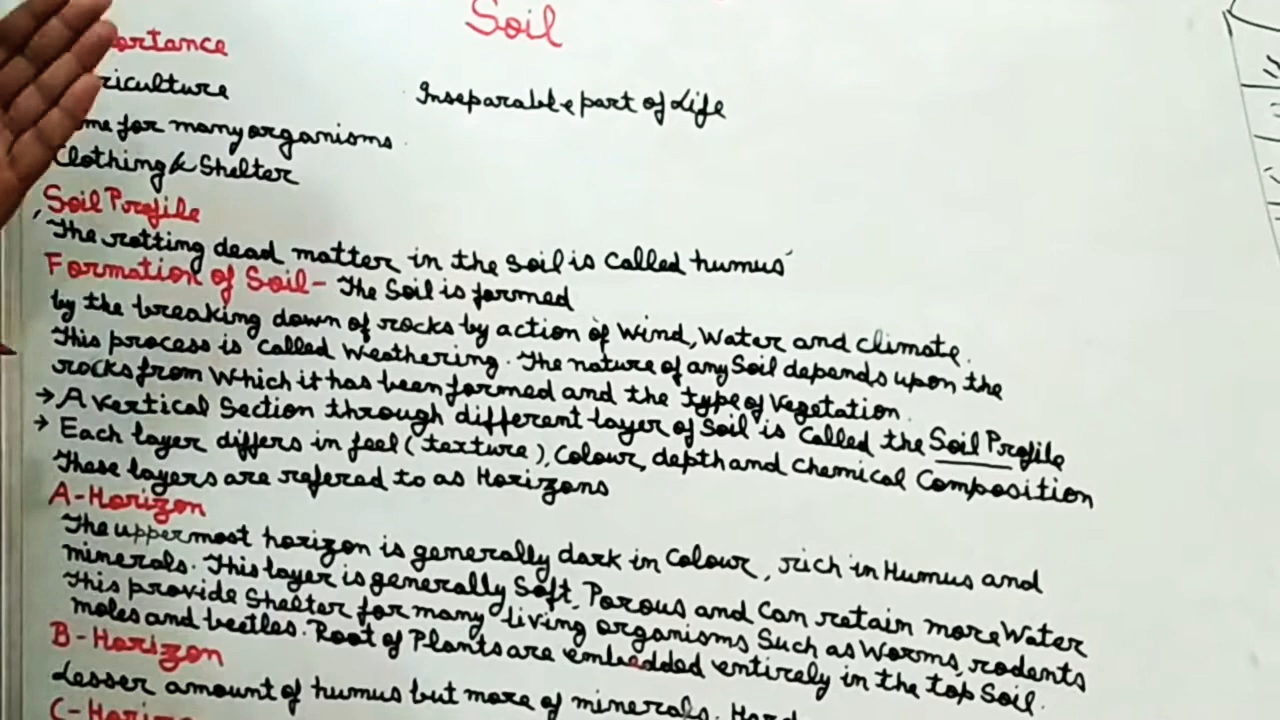 Soil
Inseparable part of Life
for many organisms
Clothing & Shelter
Soil Profile
The rotting dead matter in the soil is called humus
Formation of Soil - The Soil is formed
by the breaking down of rocks by action of Wind, Water and climate.
This process is called Weathering. The nature of any Soil depends upon the
rocks from Which it has been formed and the type of Vegetation.
→ A vertical Section through different layer of Soil is Called the Soil Profile
→ Each layer differs in feel (texture), Colour, depth and Chemical Composition
These layers are refered to as Horizons
A-Horizon
The uppermost horizon is generally dark in Colour, rich in Humus and
minerals. This layer is generally Soft, Porous and Can retain more Water
This provide Shelter for many living organisms Such as Worms, rodents
moles and beetles. Root of Plants are embedded entirely in the top Soil.
B-Horizon
Lesser amount of humus but more of minerals.